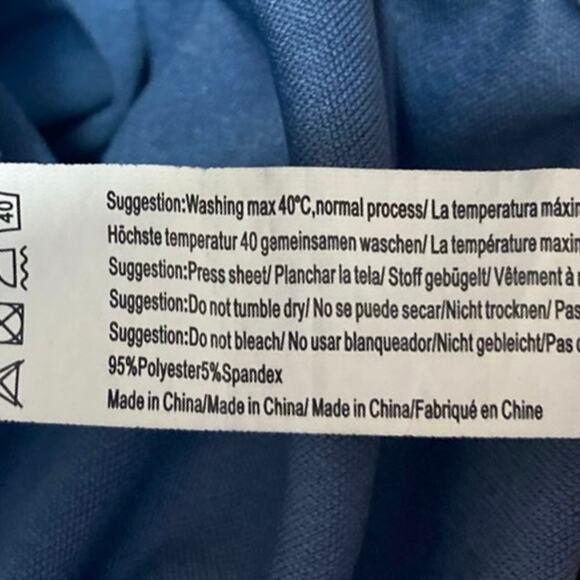 40
Suggestion:Washing max 40°C,normal process/ La temperatura
Höchste temperatur 40 gemeinsamen waschen/ La température
Suggestion:Press sheet/ Planchar la tela/ Stoff gebügelt/ Vêtement à
Suggestion:Do not tumble dry/ No se puede secar/Nicht trocknen/ Pas
Suggestion:Do not bleach/ No usar blanqueador/Nicht gebleicht/Pas
95%Polyester5%Spandex
Made in China/Made in China/ Made in China/Fabriqué en Chine